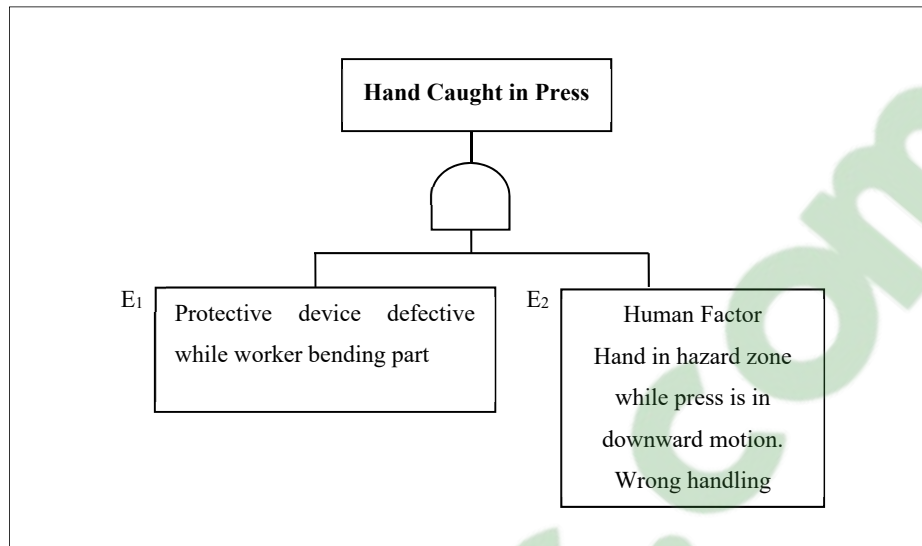 Hand Caught in Press
E₁
Protective device defective
while worker bending part
E₂
Human Factor
Hand in hazard zone
while press is in
downward motion.
Wrong handling
com